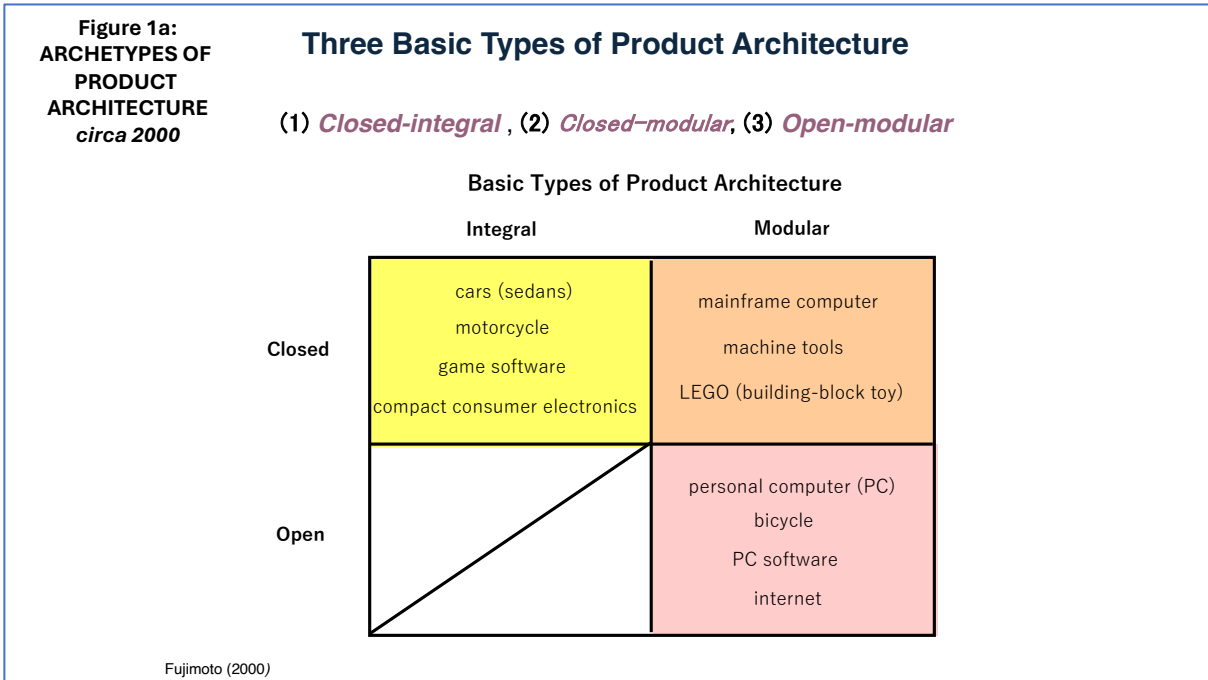 Figure 1a:
ARCHETYPES OF
PRODUCT
ARCHITECTURE
circa 2000
Three Basic Types of Product Architecture
(1) Closed-integral , (2) Closed-modular, (3) Open-modular
Basic Types of Product Architecture
Integral Modular
Closed
cars (sedans)
motorcycle
game software
compact consumer electronics
mainframe computer
machine tools
LEGO (building-block toy)
Open
personal computer (PC)
bicycle
PC software
internet
Fujimoto (2000)